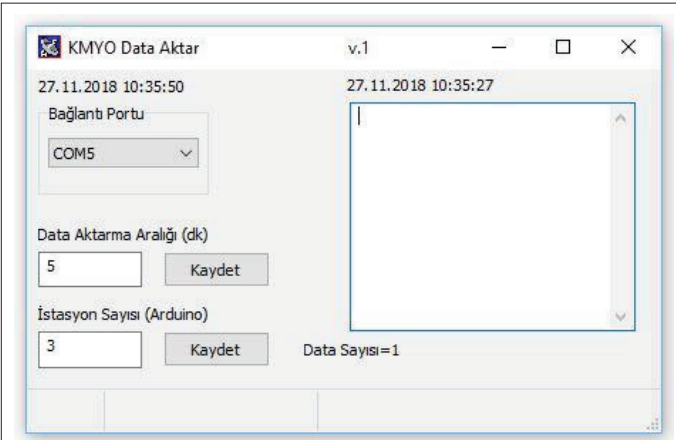 KMYO Data Aktar v.1
27.11.2018 10:35:50
27.11.2018 10:35:27
Bağlantı Portu
COM5
Data Aktarma Aralığı (dk)
5
Kaydet
İstasyon Sayısı (Arduino)
3
Kaydet
Data Sayısı=1